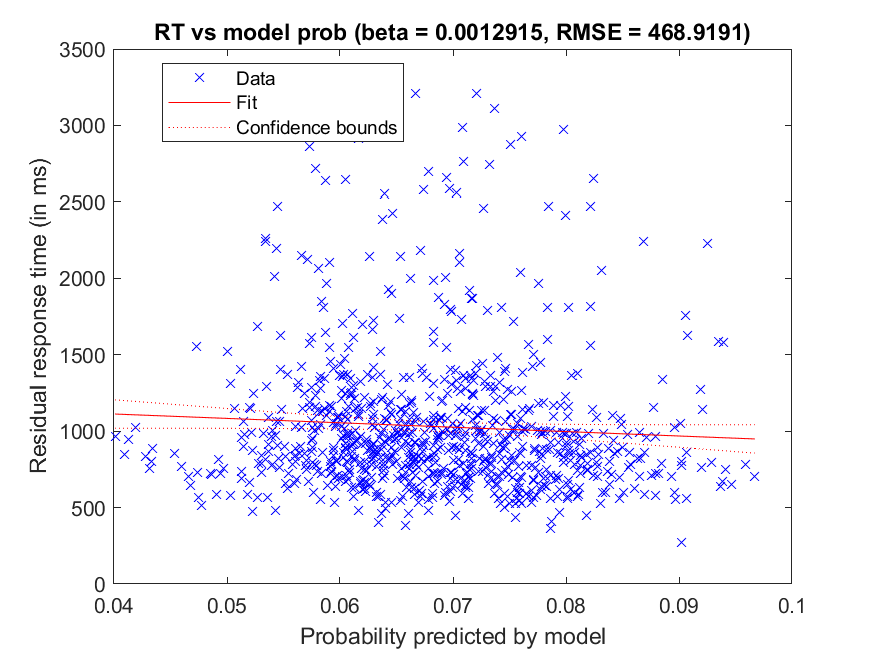 RT vs model prob (beta = 0.0012915, RMSE = 468.9191)
Data
Fit
Confidence bounds
Residual response time (in ms)
3500
3000
2500
2000
1500
1000
500
0
0.04 0.05 0.06 0.07 0.08 0.09 0.1
Probability predicted by model